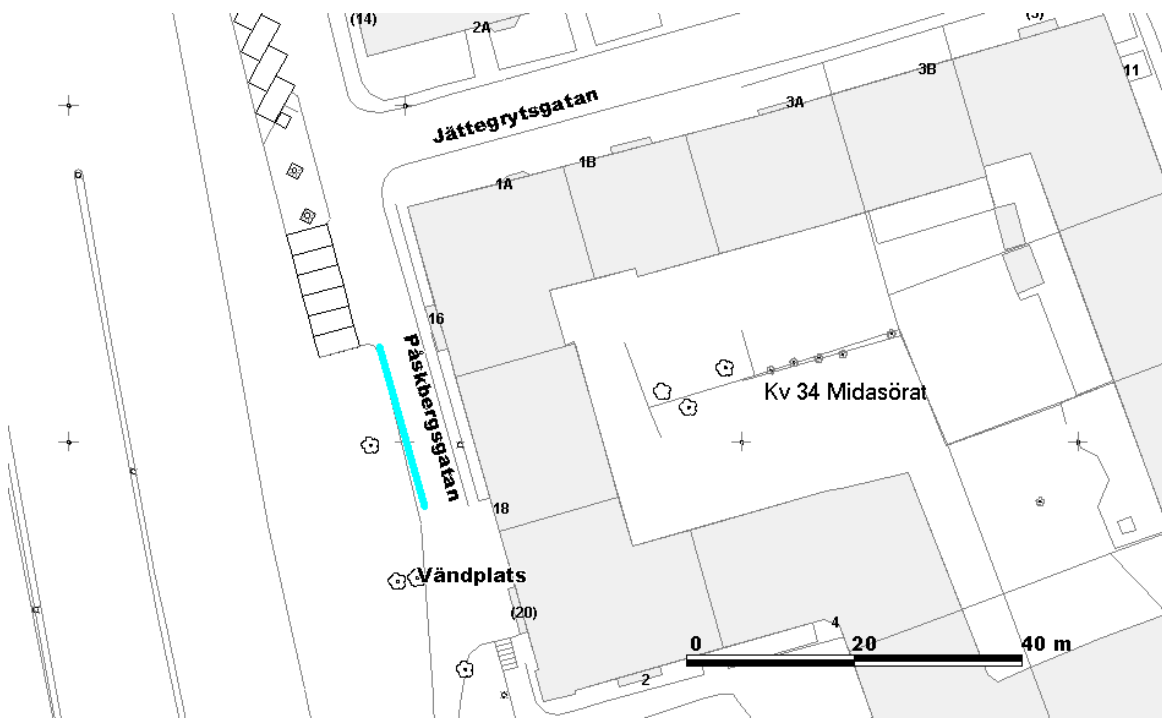 (14)
2A
(5)
3B
11
3A
Jättegrytsgatan
1B
1A
16
Påskbergsgatan
Kv 34 Midasörat
18
Vändplats
(20)
4
0 20 40 m
2